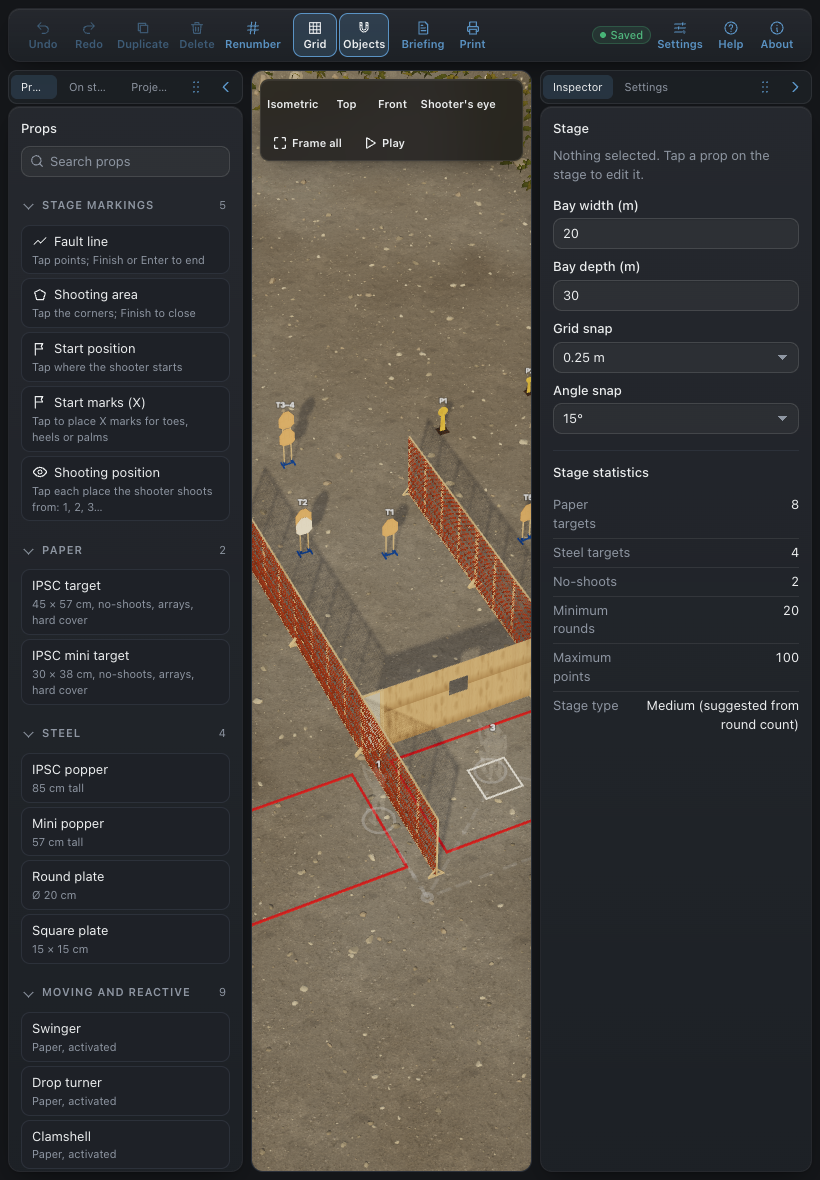 Undo
Redo
Duplicate
Delete
Renumber
Grid
Objects
Briefing
Print
Saved
Settings
Help
About
Pr...
On st...
Proje...
Props
Search props
STAGE MARKINGS 5
Fault line
Tap points; Finish or Enter to end
Shooting area
Tap the corners; Finish to close
Start position
Tap where the shooter starts
Start marks (X)
Tap to place X marks for toes,
heels or palms
Shooting position
Tap each place the shooter shoots
from: 1, 2, 3...
PAPER 2
IPSC target
45 × 57 cm, no-shoots, arrays,
hard cover
IPSC mini target
30 × 38 cm, no-shoots, arrays,
hard cover
STEEL 4
IPSC popper
85 cm tall
Mini popper
57 cm tall
Round plate
Ø 20 cm
Square plate
15 × 15 cm
MOVING AND REACTIVE 9
Swinger
Paper, activated
Drop turner
Paper, activated
Clamshell
Paper, activated
Isometric
Top
Front
Shooter's eye
Frame all
Play
T3-4
P1
T2
T1
3
1
Inspector
Settings
Stage
Nothing selected. Tap a prop on the
stage to edit it.
Bay width (m)
20
Bay depth (m)
30
Grid snap
0.25 m
Angle snap
15°
Stage statistics
Paper
targets
8
Steel targets 4
No-shoots 2
Minimum
rounds
20
Maximum
points
100
Stage type
Medium (suggested from
round count)